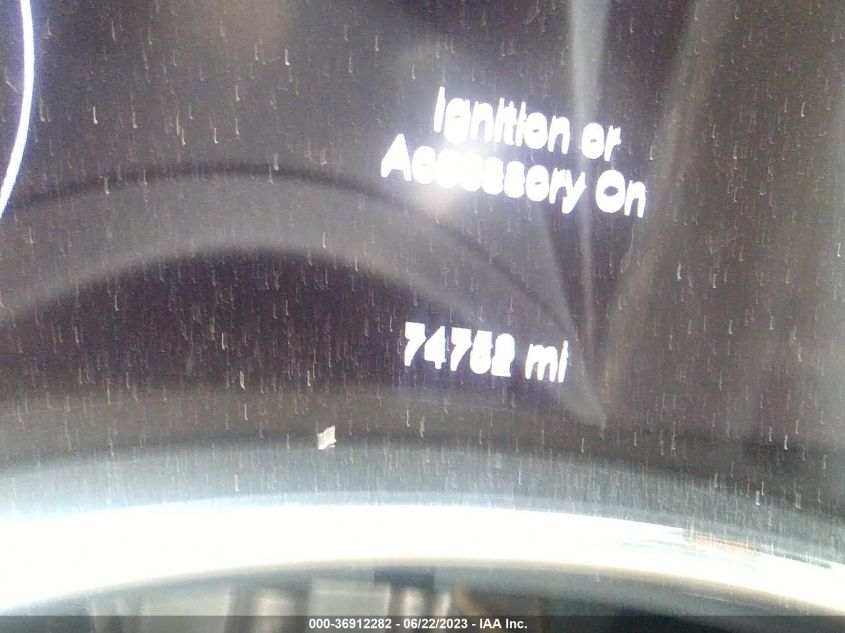 Ignition or
Accessory On
74752 mi
000-36912282 - 06/22/2023 - IAA Inc.